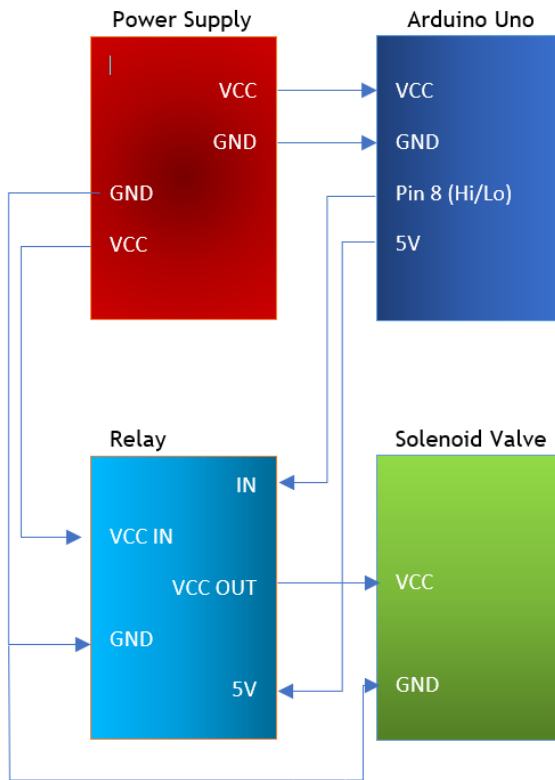 Power Supply
VCC
GND
GND
VCC
Arduino Uno
VCC
GND
Pin 8 (Hi/Lo)
5V
Relay
IN
VCC IN
VCC OUT
GND
5V
Solenoid Valve
VCC
GND